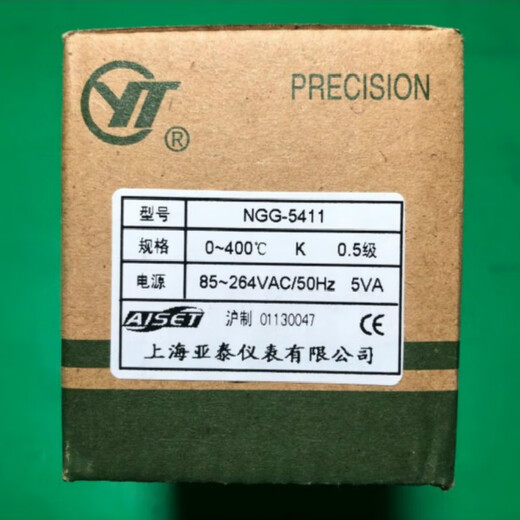 YT ®
PRECISION
型号 NGG-5411
规格 0~400℃ K 0.5级
电源 85~264VAC/50Hz 5VA
AISET 沪制 01130047 CE
上海亚泰仪表有限公司